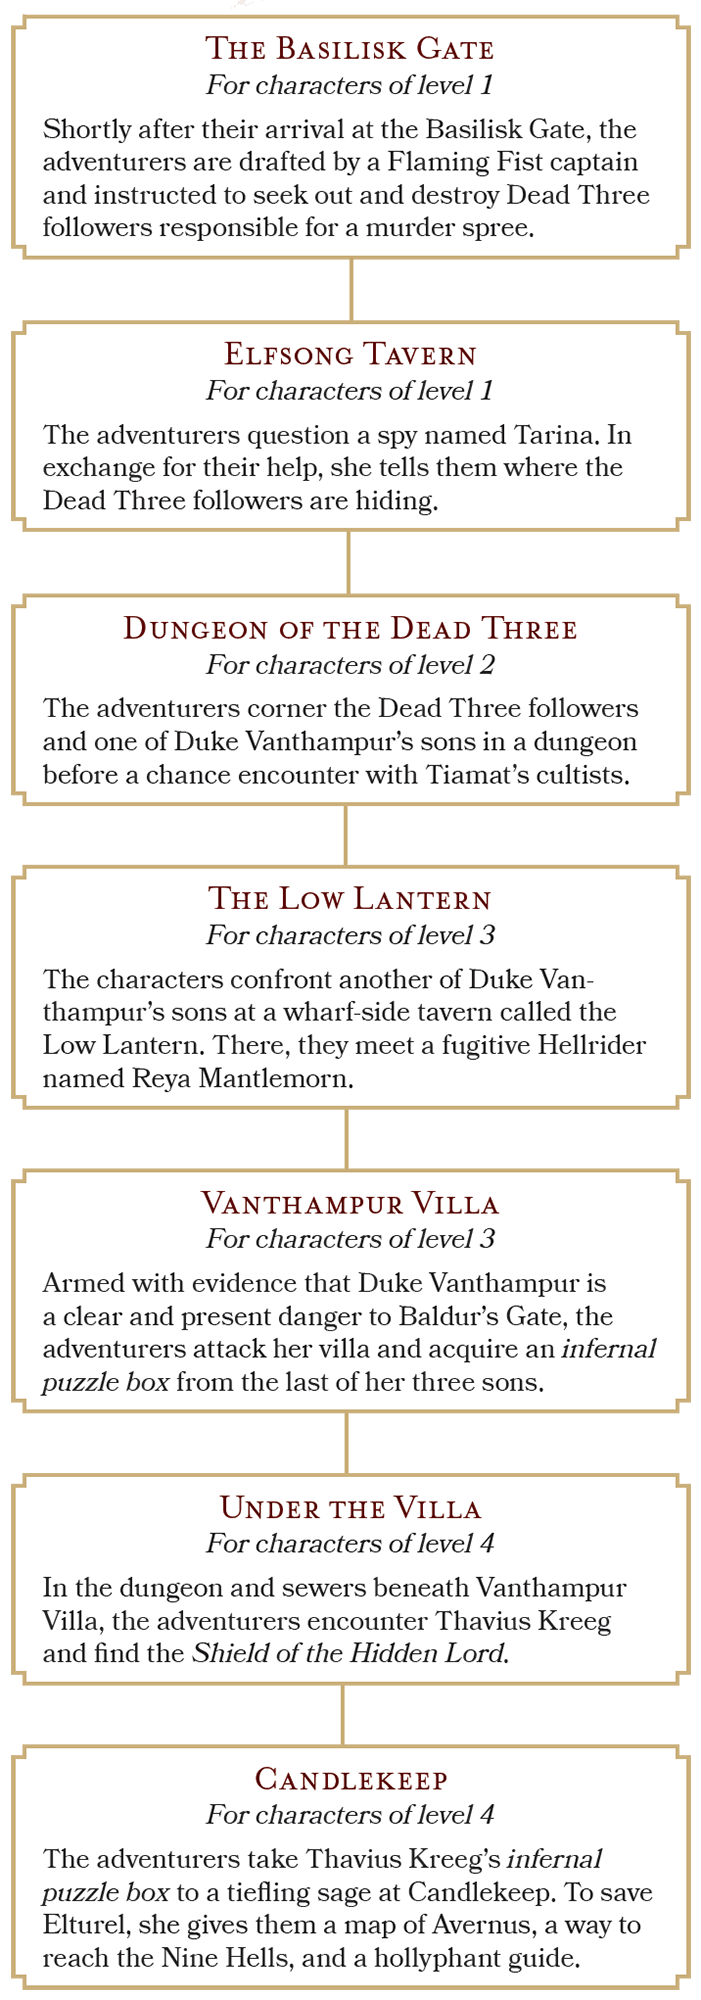 The Basilisk Gate
For characters of level 1
Shortly after their arrival at the Basilisk Gate, the
adventurers are drafted by a Flaming Fist captain
and instructed to seek out and destroy Dead Three
followers responsible for a murder spree.
Elfsong Tavern
For characters of level 1
The adventurers question a spy named Tarina. In
exchange for their help, she tells them where the
Dead Three followers are hiding.
Dungeon of the Dead Three
For characters of level 2
The adventurers corner the Dead Three followers
and one of Duke Vanthampur's sons in a dungeon
before a chance encounter with Tiamat's cultists.
The Low Lantern
For characters of level 3
The characters confront another of Duke Van-
thampur's sons at a wharf-side tavern called the
Low Lantern. There, they meet a fugitive Hellrider
named Reya Mantlemorn.
Vanthampur Villa
For characters of level 3
Armed with evidence that Duke Vanthampur is
a clear and present danger to Baldur's Gate, the
adventurers attack her villa and acquire an infernal
puzzle box from the last of her three sons.
Under the Villa
For characters of level 4
In the dungeon and sewers beneath Vanthampur
Villa, the adventurers encounter Thavius Kreeg
and find the Shield of the Hidden Lord.
Candlekeep
For characters of level 4
The adventurers take Thavius Kreeg's infernal
puzzle box to a tiefling sage at Candlekeep. To save
Elturel, she gives them a map of Avernus, a way to
reach the Nine Hells, and a hollyphant guide.